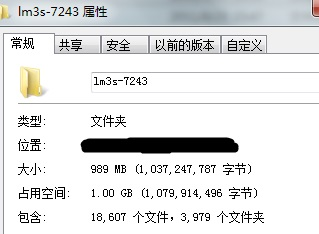 lm3s-7243 属性
常规 共享 安全 以前的版本 自定义
lm3s-7243
类型: 文件夹
位置:
大小: 989 MB (1,037,247,787 字节)
占用空间: 1.00 GB (1,079,914,496 字节)
包含: 18,607 个文件，3,979 个文件夹